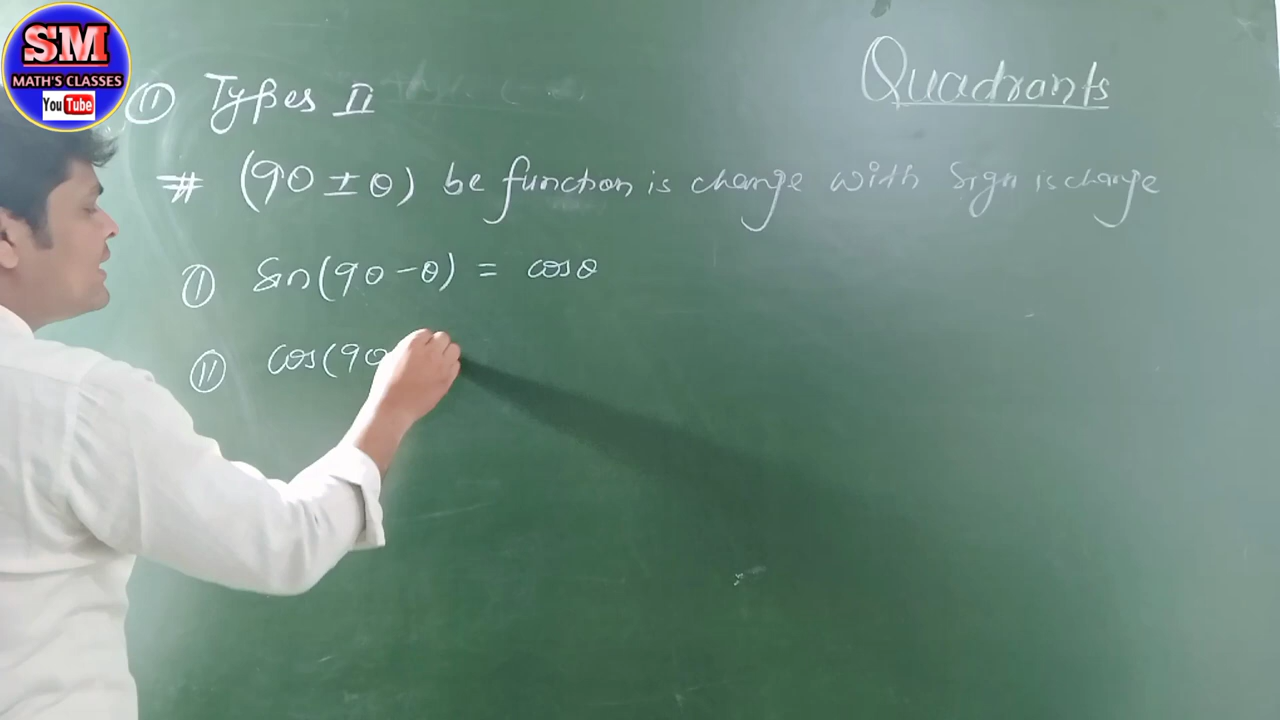 SM
MATH'S CLASSES
YouTube
Quadrants
(II) Types II
# (90 ± θ) be function is change with sign is change
(I) Sin(90 - θ) = cosθ
(II) cos(90